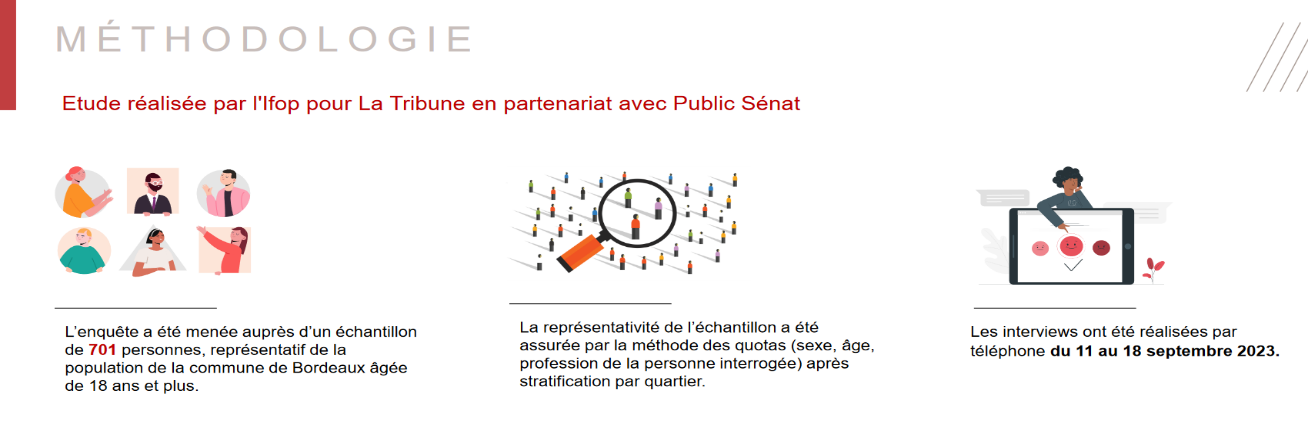 MÉTHODOLOGIE
Etude réalisée par l'Ifop pour La Tribune en partenariat avec Public Sénat
L’enquête a été menée auprès d’un échantillon
de 701 personnes, représentatif de la
population de la commune de Bordeaux âgée
de 18 ans et plus.
La représentativité de l’échantillon a été
assurée par la méthode des quotas (sexe, âge,
profession de la personne interrogée) après
stratification par quartier.
Les interviews ont été réalisées par
téléphone du 11 au 18 septembre 2023.